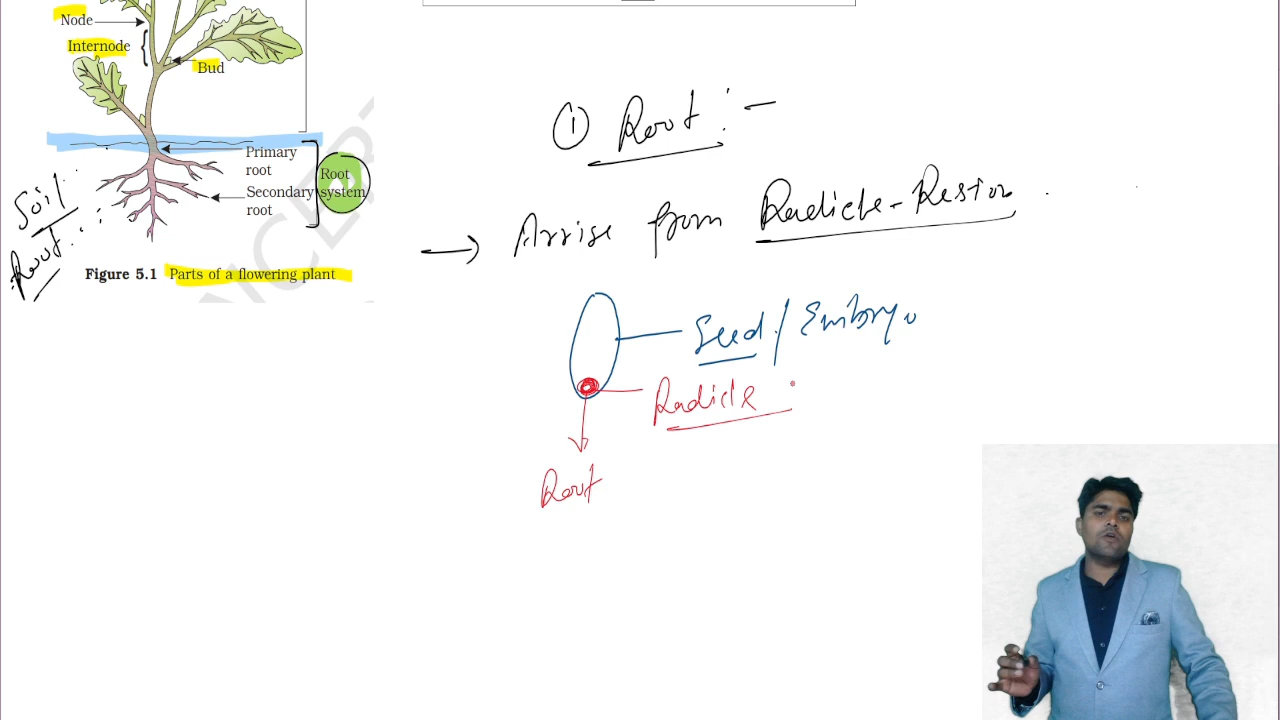 Node
Internode
Bud
Primary
root
Secondary
root
Root
system
Soil..
Root...
Figure 5.1 Parts of a flowering plant
① Root :-
→ Arrise from Radicle-Restion.
Seed / Embryo
Radicle
Root